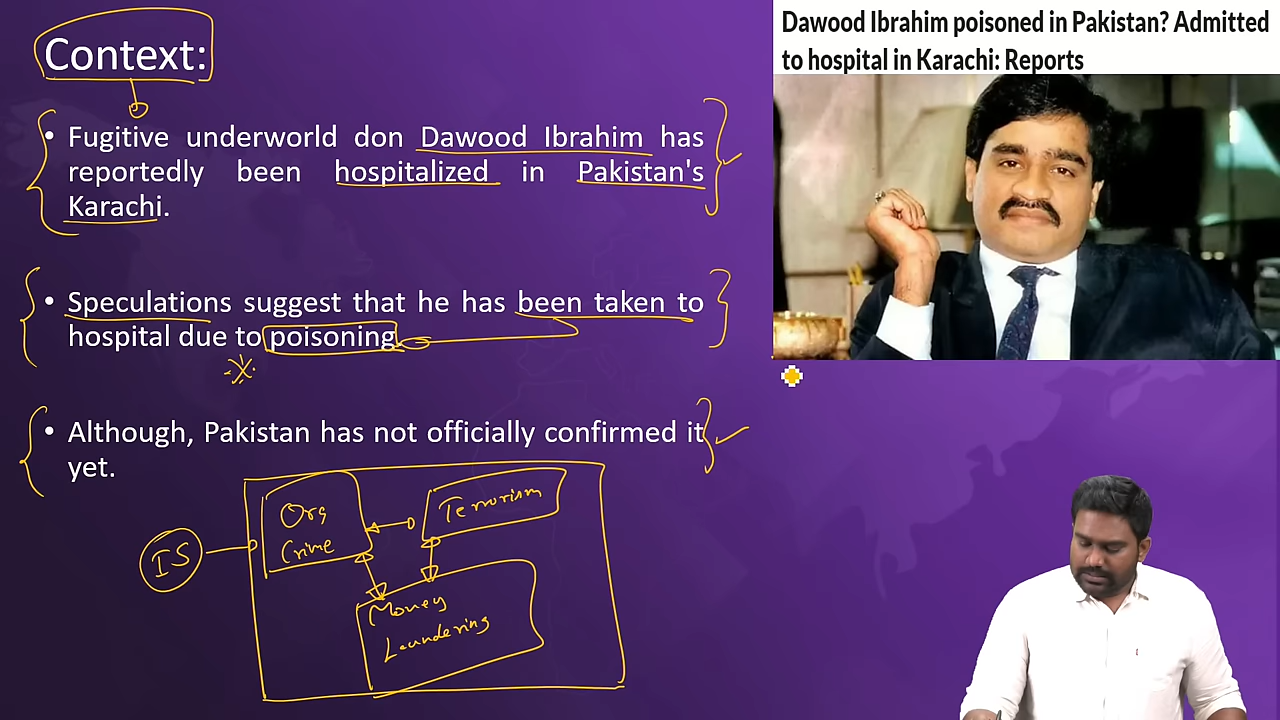 Context:
Dawood Ibrahim poisoned in Pakistan? Admitted
to hospital in Karachi: Reports
• Fugitive underworld don Dawood Ibrahim has
reportedly been hospitalized in Pakistan's
Karachi.
• Speculations suggest that he has been taken to
hospital due to poisoning.
• Although, Pakistan has not officially confirmed it
yet.
IS
Org
Crime
Terrorism
Money
Laundering